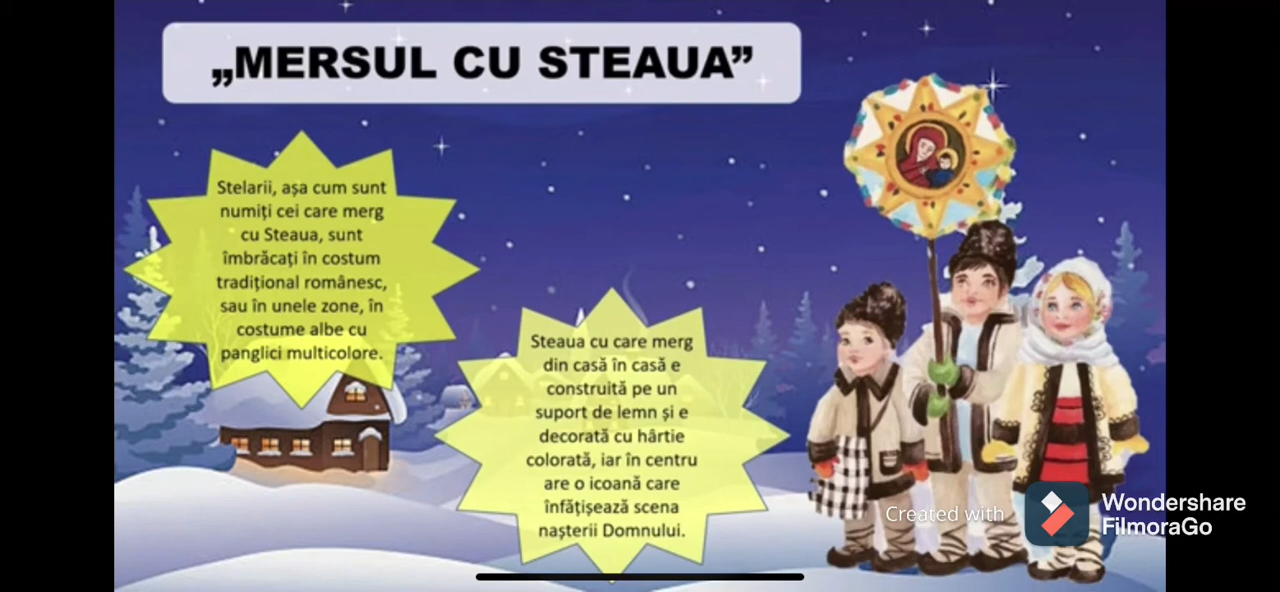 „MERSUL CU STEAUA”
Stelarii, așa cum sunt
numiți cei care merg
cu Steaua, sunt
îmbrăcați în costum
tradițional românesc,
sau în unele zone, în
costume albe cu
panglici multicolore.
Steaua cu care merg
din casă în casă e
construită pe un
suport de lemn și e
decorată cu hârtie
colorată, iar în centru
are o icoană care
înfățișează scena
nașterii Domnului.
Created with
Wondershare
FilmoraGo